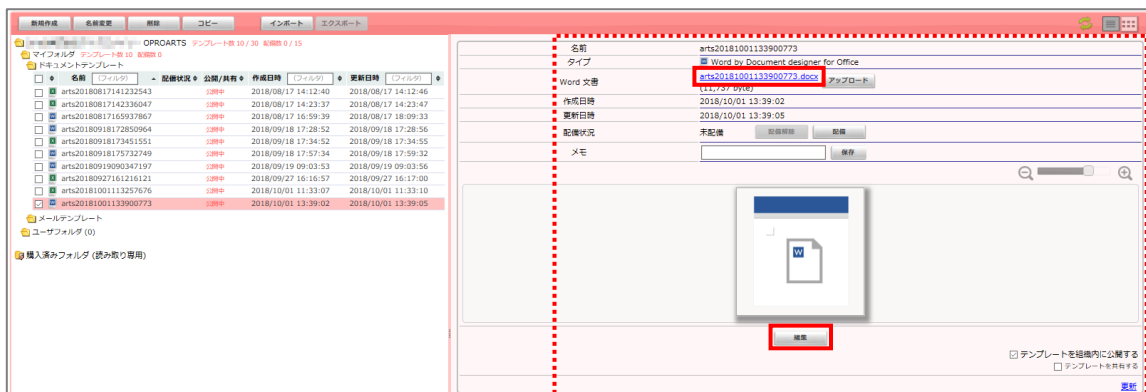 新規作成 名前変更 削除 コピー インポート エクスポート
OPROARTS テンプレート数 10 / 30 配備数 0 / 15
マイフォルダ テンプレート数 10 配備数 0
ドキュメントテンプレート
名前 (フィルタ) 配備状況 公開/共有 作成日時 (フィルタ) 更新日時 (フィルタ)
arts20180817141232543 公開中 2018/08/17 14:12:40 2018/08/17 14:12:46
arts20180817142336047 公開中 2018/08/17 14:23:37 2018/08/17 14:23:47
arts20180817165937867 公開中 2018/08/17 16:59:39 2018/08/17 18:09:33
arts20180918172850964 公開中 2018/09/18 17:28:52 2018/09/18 17:28:56
arts20180918173451551 公開中 2018/09/18 17:34:52 2018/09/18 17:34:55
arts20180918175732749 公開中 2018/09/18 17:57:34 2018/09/18 17:59:32
arts20180919090347197 公開中 2018/09/19 09:03:53 2018/09/19 09:03:56
arts20180927161216121 公開中 2018/09/27 16:16:57 2018/09/27 16:17:00
arts20181001113257676 公開中 2018/10/01 11:33:07 2018/10/01 11:33:10
arts20181001133900773 公開中 2018/10/01 13:39:02 2018/10/01 13:39:05
メールテンプレート
ユーザフォルダ (0)
購入済みフォルダ (読み取り専用)
名前 arts20181001133900773
タイプ Word by Document designer for Office
Word 文書 arts20181001133900773.docx アップロード
(11,737 byte)
作成日時 2018/10/01 13:39:02
更新日時 2018/10/01 13:39:05
配備状況 未配備 配備解除 配備
メモ 保存
W
編集
テンプレートを組織内に公開する
テンプレートを共有する
更新